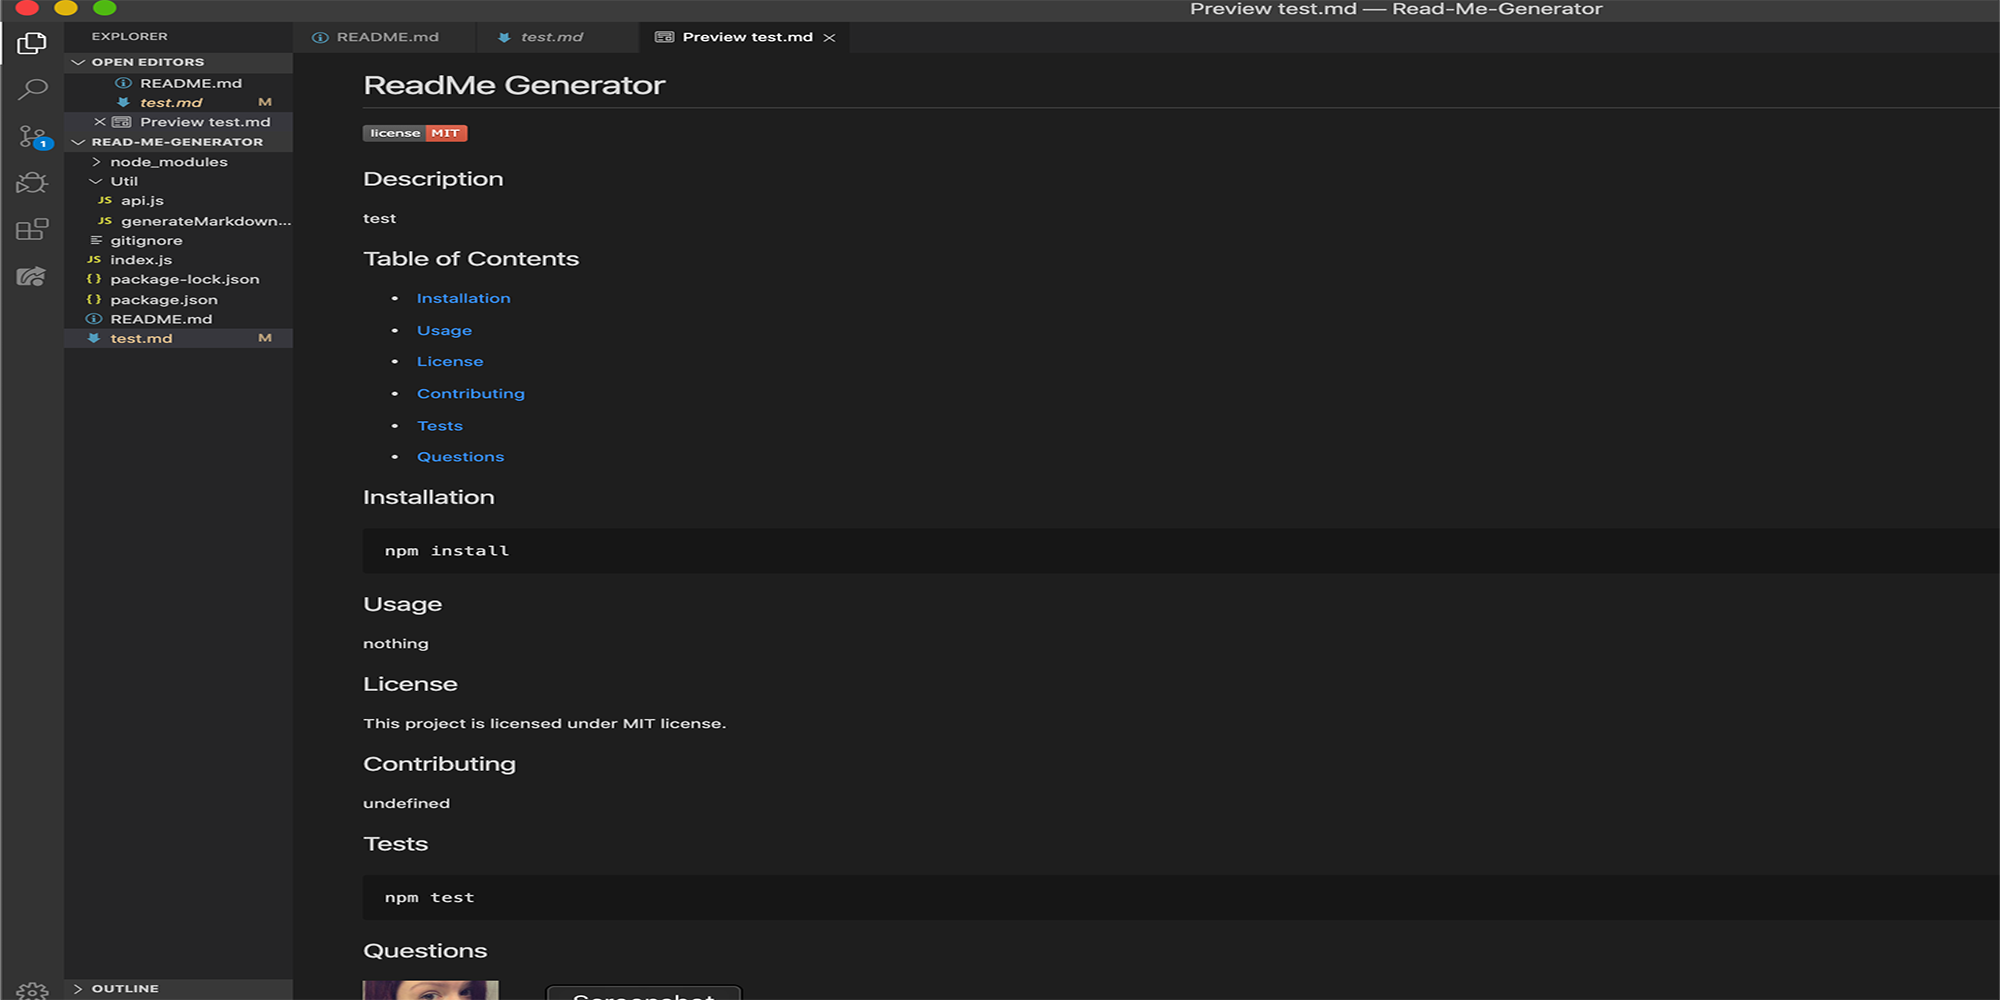 Preview test.md — Read-Me-Generator
EXPLORER
OPEN EDITORS
README.md
test.md M
Preview test.md
READ-ME-GENERATOR
node_modules
Util
JS api.js
JS generateMarkdown...
gitignore
JS index.js
{} package-lock.json
{} package.json
README.md
test.md M
OUTLINE
1
README.md test.md Preview test.md
ReadMe Generator
license MIT
Description
test
Table of Contents
• Installation
• Usage
• License
• Contributing
• Tests
• Questions
Installation
npm install
Usage
nothing
License
This project is licensed under MIT license.
Contributing
undefined
Tests
npm test
Questions
Screenshot